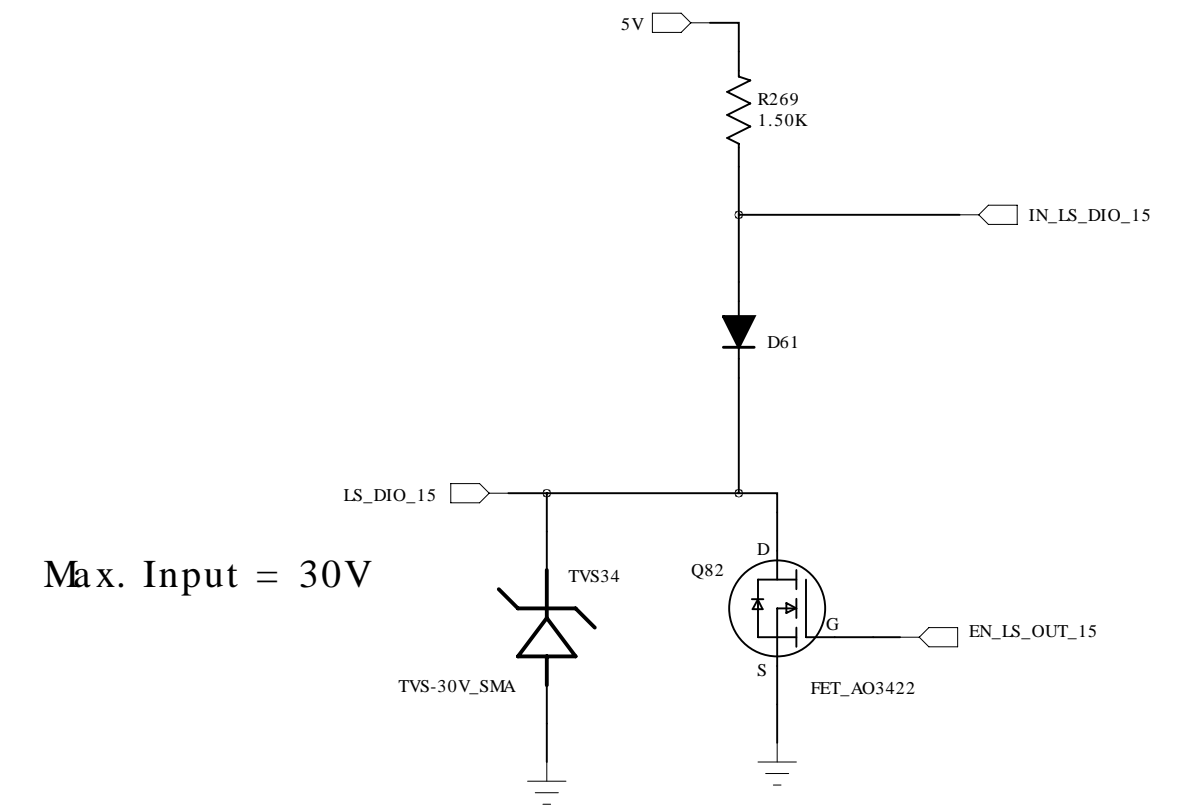 5V
R269
1.50K
IN_LS_DIO_15
D61
LS_DIO_15
Max. Input = 30V
TVS34
TVS-30V_SMA
D
Q82
G
EN_LS_OUT_15
S
FET_AO3422